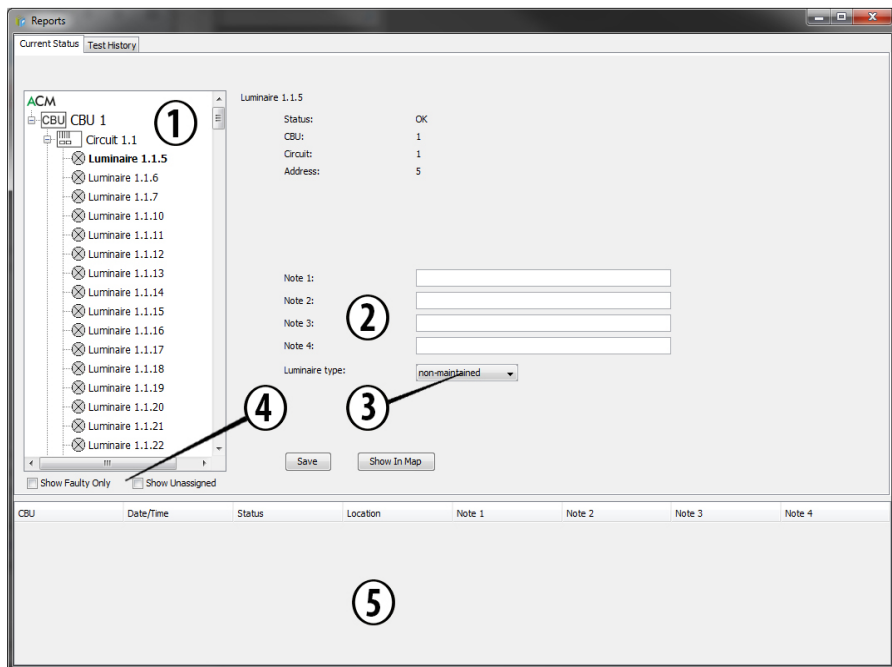 Reports
Current Status Test History
ACM
CBU CBU 1
Circuit 1.1
Luminaire 1.1.5
Luminaire 1.1.6
Luminaire 1.1.7
Luminaire 1.1.10
Luminaire 1.1.11
Luminaire 1.1.12
Luminaire 1.1.13
Luminaire 1.1.14
Luminaire 1.1.15
Luminaire 1.1.16
Luminaire 1.1.17
Luminaire 1.1.18
Luminaire 1.1.19
Luminaire 1.1.20
Luminaire 1.1.21
Luminaire 1.1.22
1
Show Faulty Only Show Unassigned
4
Luminaire 1.1.5
Status: OK
CBU: 1
Circuit: 1
Address: 5
Note 1:
Note 2:
Note 3:
Note 4:
2
Luminaire type: non-maintained
3
Save Show In Map
CBU Date/Time Status Location Note 1 Note 2 Note 3 Note 4
5